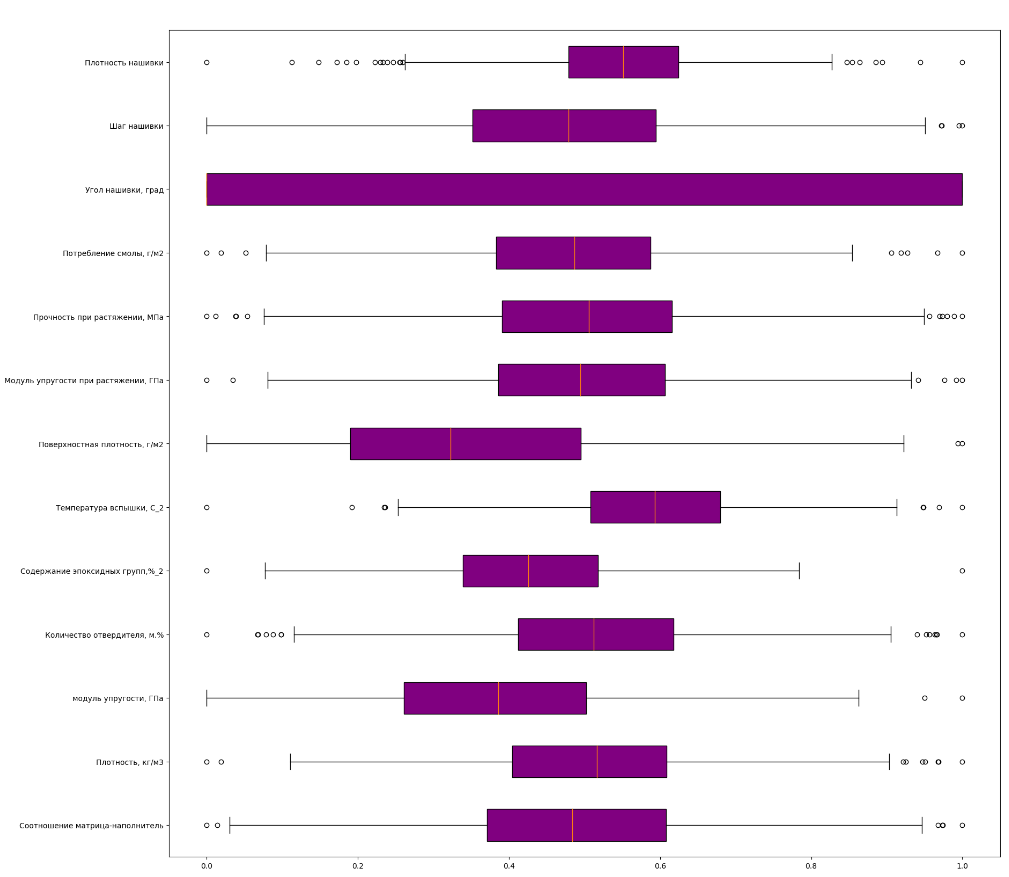 Плотность нашивки
Шаг нашивки
Угол нашивки, град
Потребление смолы, г/м2
Прочность при растяжении, МПа
Модуль упругости при растяжении, ГПа
Поверхностная плотность, г/м2
Температура вспышки, С_2
Содержание эпоксидных групп,%_2
Количество отвердителя, м.%
модуль упругости, ГПа
Плотность, кг/м3
Соотношение матрица-наполнитель
0.0 0.2 0.4 0.6 0.8 1.0